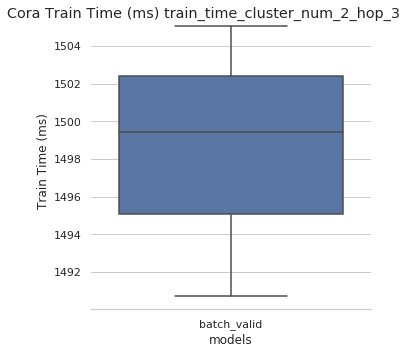 Cora Train Time (ms) train_time_cluster_num_2_hop_3
1504
1502
1500
1498
1496
1494
1492
Train Time (ms)
batch_valid
models